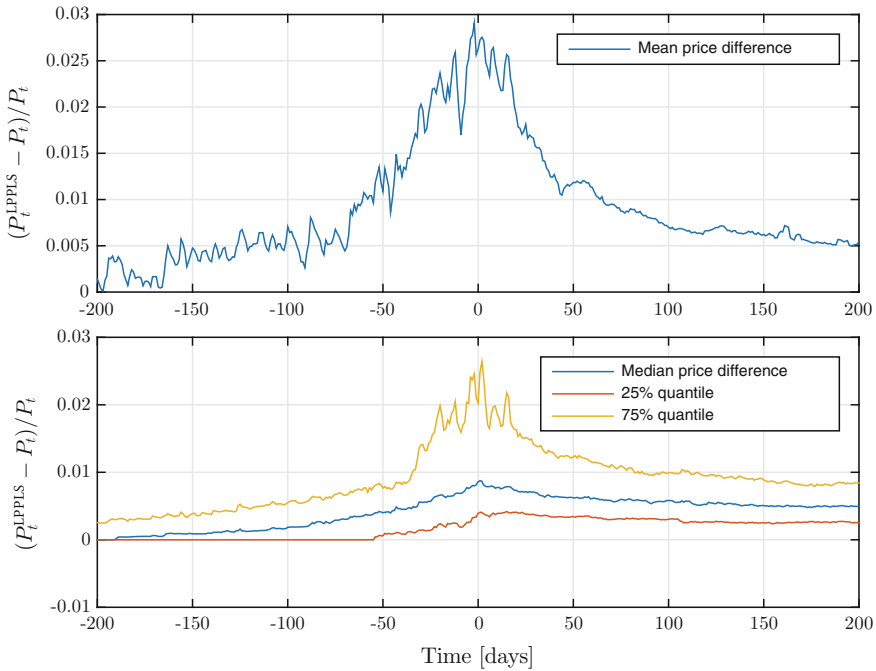 0.03
0.025
0.02
0.015
0.01
0.005
0
(P_t^LPPLS − P_t)/P_t
Mean price difference
-200 -150 -100 -50 0 50 100 150 200
0.03
0.02
0.01
0
-0.01
(P_t^LPPLS − P_t)/P_t
Median price difference
25% quantile
75% quantile
-200 -150 -100 -50 0 50 100 150 200
Time [days]